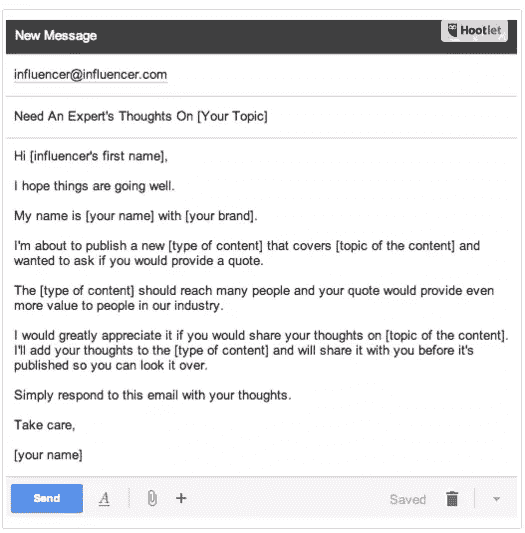 New Message
Hootlet
influencer@influencer.com
Need An Expert's Thoughts On [Your Topic]
Hi [influencer's first name],
I hope things are going well.
My name is [your name] with [your brand].
I'm about to publish a new [type of content] that covers [topic of the content] and
wanted to ask if you would provide a quote.
The [type of content] should reach many people and your quote would provide even
more value to people in our industry.
I would greatly appreciate it if you would share your thoughts on [topic of the content].
I'll add your thoughts to the [type of content] and will share it with you before it's
published so you can look it over.
Simply respond to this email with your thoughts.
Take care,
[your name]
Send A Saved